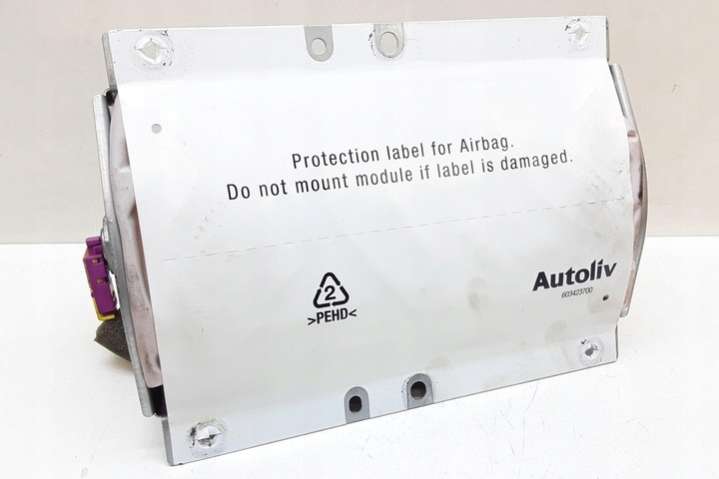 Protection label for Airbag.
Do not mount module if label is damaged.
Autoliv
603423700
2
>PEHD<